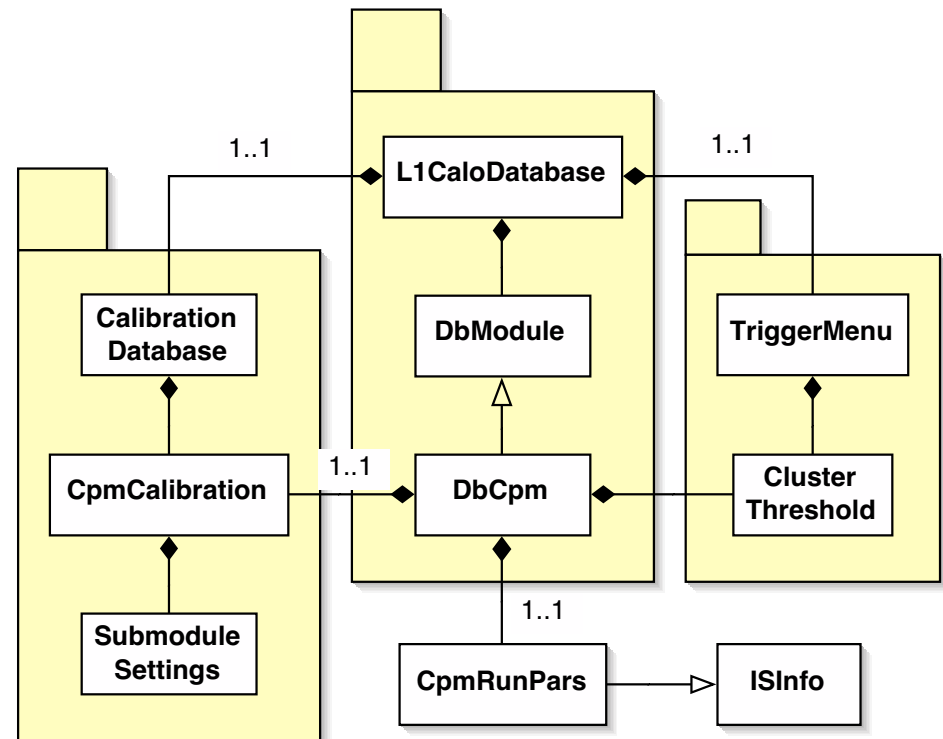 1..1
L1CaloDatabase
1..1
Calibration
Database
DbModule
TriggerMenu
CpmCalibration
1..1
DbCpm
Cluster
Threshold
Submodule
Settings
1..1
CpmRunPars
ISInfo